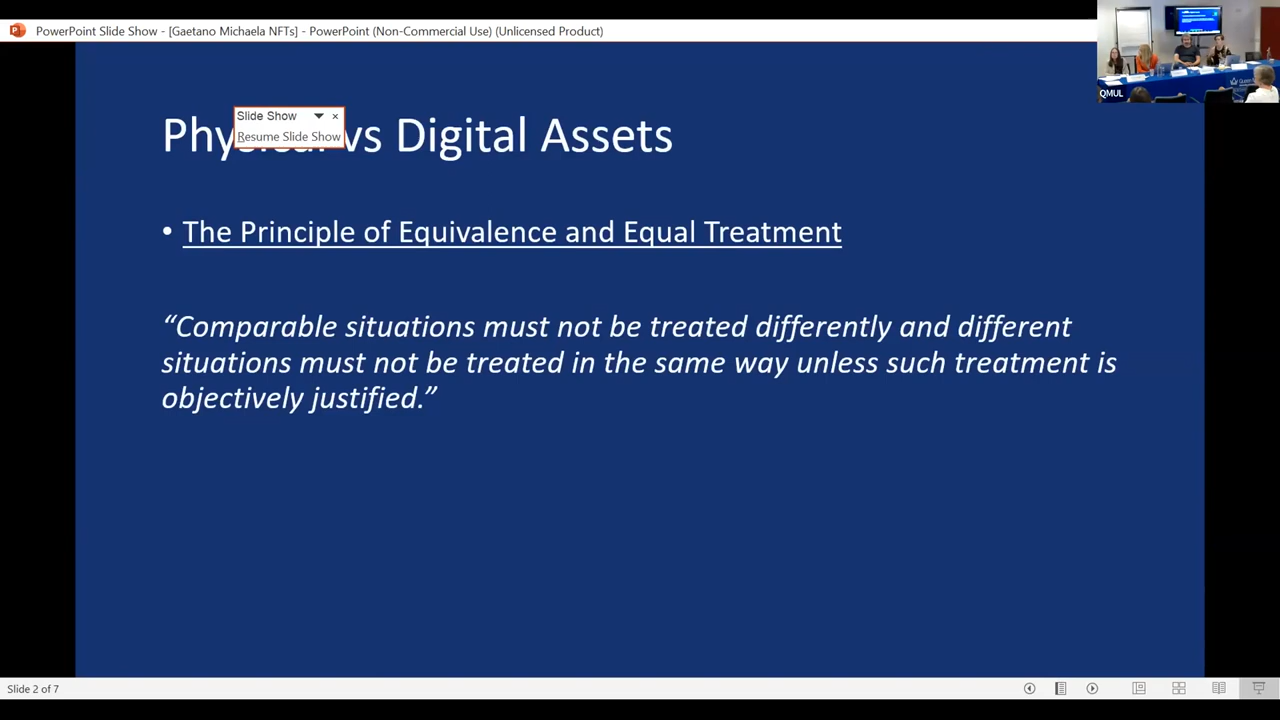 PowerPoint Slide Show - [Gaetano Michaela NFTs] - PowerPoint (Non-Commercial Use) (Unlicensed Product)
QMUL
Slide Show
Resume Slide Show
Physical vs Digital Assets
• The Principle of Equivalence and Equal Treatment
“Comparable situations must not be treated differently and different
situations must not be treated in the same way unless such treatment is
objectively justified.”
Slide 2 of 7